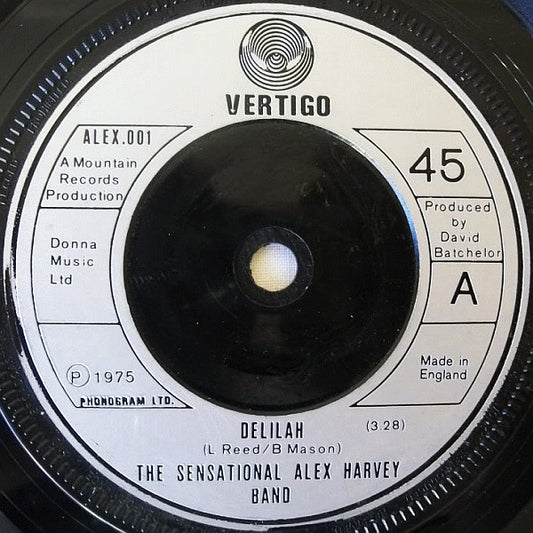 VERTIGO
ALEX.001
A Mountain
Records
Production
Donna
Music
Ltd
Ⓟ 1975
PHONOGRAM LTD.
45
Produced
by
David
Batchelor
A
Made in
England
DELILAH (3.28)
(L Reed/B Mason)
THE SENSATIONAL ALEX HARVEY
BAND